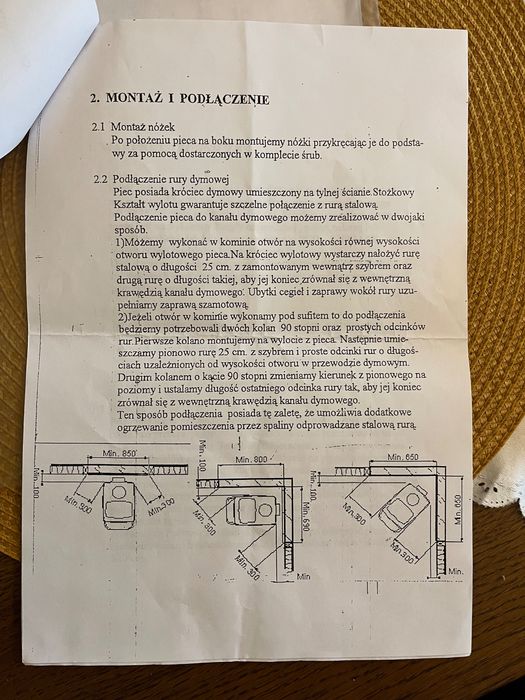 2. MONTAŻ I PODŁĄCZENIE
2.1 Montaż nóżek
Po położeniu pieca na boku montujemy nóżki przykręcając je do podsta-
wy za pomocą dostarczonych w komplecie śrub.
2.2 Podłączenie rury dymowej
Piec posiada króciec dymowy umieszczony na tylnej ścianie.Stożkowy
Kształt wylotu gwarantuje szczelne połączenie z rurą stalową.
Podłączenie pieca do kanału dymowego możemy zrealizować w dwojaki
sposób.
1)Możemy wykonać w kominie otwór na wysokości równej wysokości
otworu wylotowego pieca.Na króciec wylotowy wystarczy nałożyć rurę
stalową o długości 25 cm. z zamontowanym wewnątrz szybrem oraz
drugą rurę o długości takiej, aby jej koniec zrównał się z wewnętrzną
krawędzią kanału dymowego. Ubytki cegieł i zaprawy wokół rury uzu-
pełniamy zaprawą szamotową.
2)Jeżeli otwór w kominie wykonamy pod sufitem to do podłączenia
będziemy potrzebowali dwóch kolan 90 stopni oraz prostych odcinków
rur.Pierwsze kolano montujemy na wylocie z pieca. Następnie umie-
szczamy pionowo rurę 25 cm. z szybrem i proste odcinki rur o długoś-
ciach uzależnionych od wysokości otworu w przewodzie dymowym.
Drugim kolanem o kącie 90 stopni zmieniamy kierunek z pionowego na
poziomy i ustalamy długość ostatniego odcinka rury tak, aby jej koniec
zrównał się z wewnętrzną krawędzią kanału dymowego.
Ten sposób podłączenia posiada tę zaletę, że umożliwia dodatkowe
ogrzewanie pomieszczenia przez spaliny odprowadzane stalową rurą.
Min. 850
Min. 100
Min. 300
Min. 300
Min. 800
Min. 100
Min. 300
Min. 300
Min
Min. 650
Min. 100
Min. 300
Min. 300
Min. 650
Min.